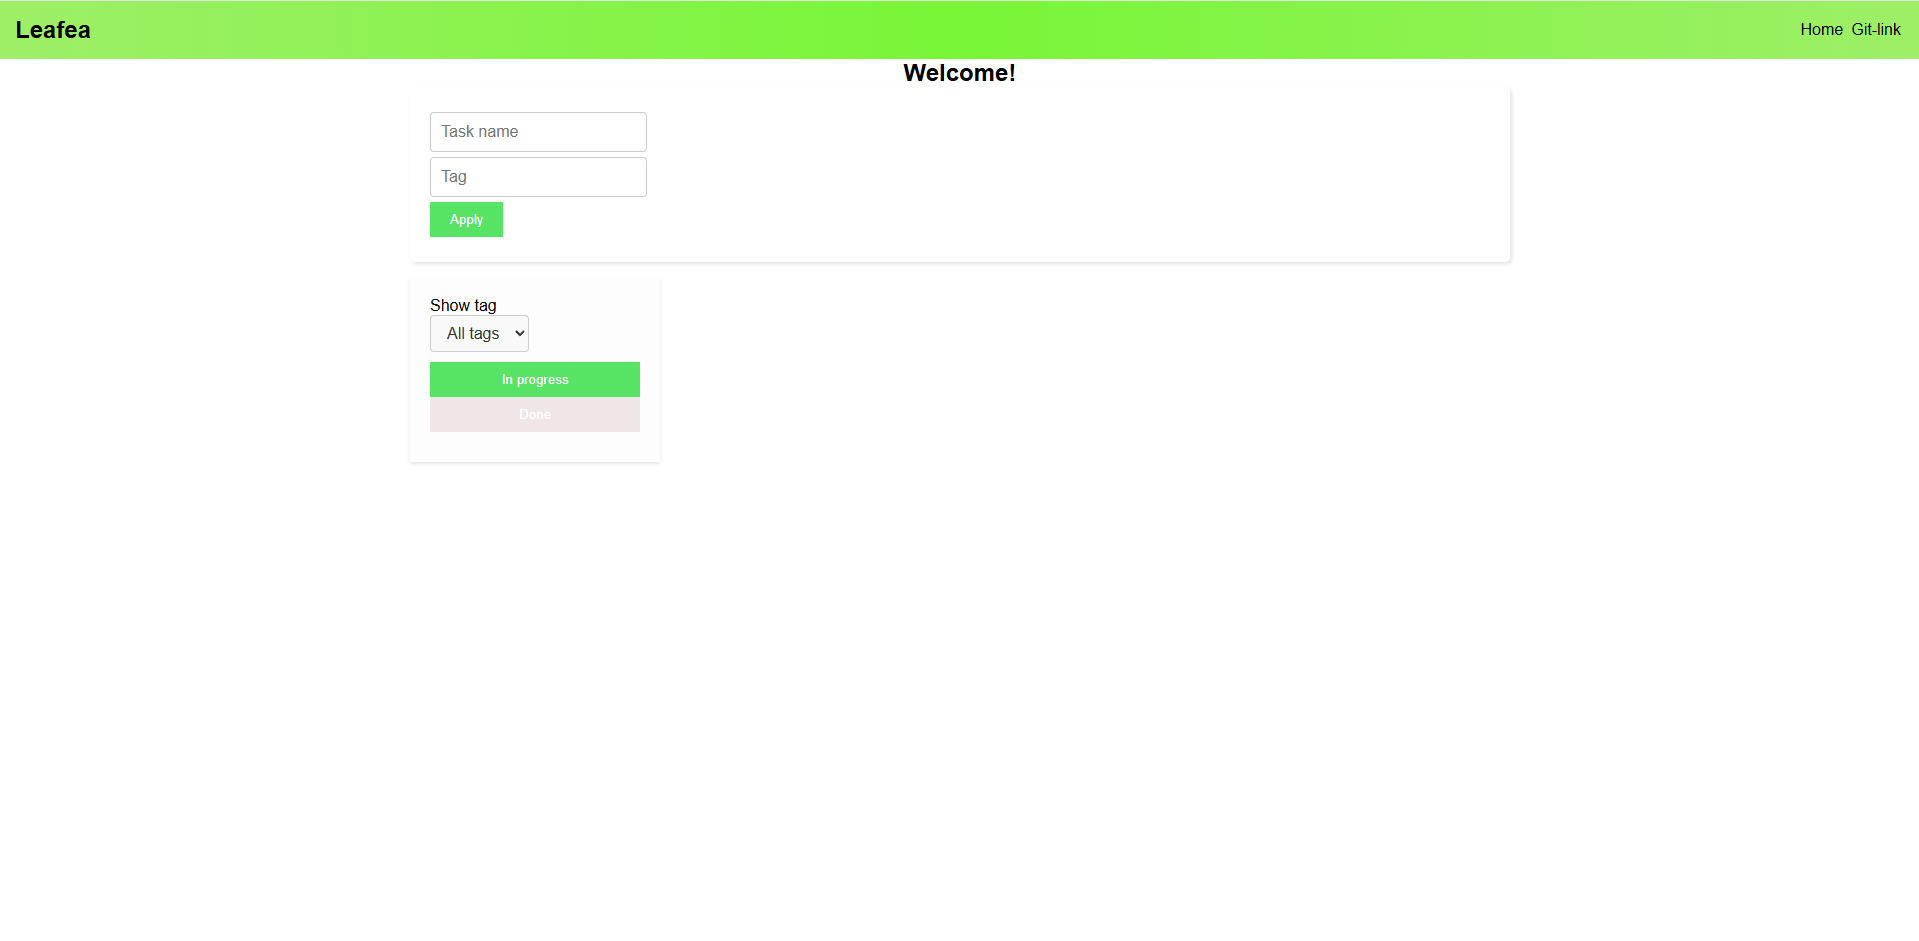 Leafea
Home Git-link
Welcome!
Task name
Tag
Apply
Show tag
All tags
In progress
Done